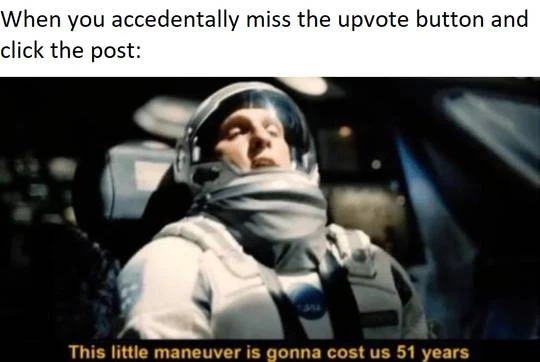 When you accedentally miss the upvote button and
click the post:
This little maneuver is gonna cost us 51 years